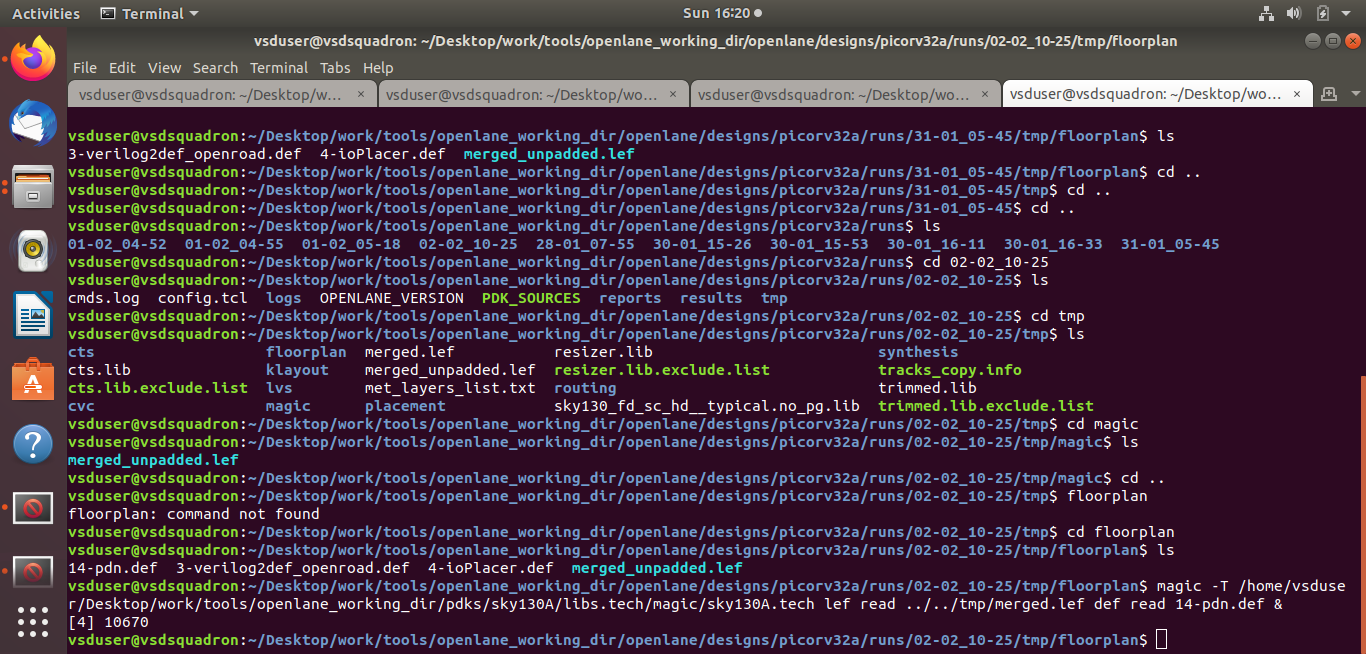 Activities Terminal Sun 16:20
vsduser@vsdsquadron: ~/Desktop/work/tools/openlane_working_dir/openlane/designs/picorv32a/runs/02-02_10-25/tmp/floorplan
File Edit View Search Terminal Tabs Help
vsduser@vsdsquadron: ~/Desktop/w... × vsduser@vsdsquadron: ~/Desktop/wo... × vsduser@vsdsquadron: ~/Desktop/wo... × vsduser@vsdsquadron: ~/Desktop/wo... ×
vsduser@vsdsquadron:~/Desktop/work/tools/openlane_working_dir/openlane/designs/picorv32a/runs/31-01_05-45/tmp/floorplan$ ls
3-verilog2def_openroad.def 4-ioPlacer.def merged_unpadded.lef
vsduser@vsdsquadron:~/Desktop/work/tools/openlane_working_dir/openlane/designs/picorv32a/runs/31-01_05-45/tmp/floorplan$ cd ..
vsduser@vsdsquadron:~/Desktop/work/tools/openlane_working_dir/openlane/designs/picorv32a/runs/31-01_05-45/tmp$ cd ..
vsduser@vsdsquadron:~/Desktop/work/tools/openlane_working_dir/openlane/designs/picorv32a/runs/31-01_05-45$ cd ..
vsduser@vsdsquadron:~/Desktop/work/tools/openlane_working_dir/openlane/designs/picorv32a/runs$ ls
01-02_04-52 01-02_04-55 01-02_05-18 02-02_10-25 28-01_07-55 30-01_15-26 30-01_15-53 30-01_16-11 30-01_16-33 31-01_05-45
vsduser@vsdsquadron:~/Desktop/work/tools/openlane_working_dir/openlane/designs/picorv32a/runs$ cd 02-02_10-25
vsduser@vsdsquadron:~/Desktop/work/tools/openlane_working_dir/openlane/designs/picorv32a/runs/02-02_10-25$ ls
cmds.log config.tcl logs OPENLANE_VERSION PDK_SOURCES reports results tmp
vsduser@vsdsquadron:~/Desktop/work/tools/openlane_working_dir/openlane/designs/picorv32a/runs/02-02_10-25$ cd tmp
vsduser@vsdsquadron:~/Desktop/work/tools/openlane_working_dir/openlane/designs/picorv32a/runs/02-02_10-25/tmp$ ls
cts floorplan merged.lef resizer.lib synthesis
cts.lib klayout merged_unpadded.lef resizer.lib.exclude.list tracks_copy.info
cts.lib.exclude.list lvs met_layers_list.txt routing trimmed.lib
cvc magic placement sky130_fd_sc_hd__typical.no_pg.lib trimmed.lib.exclude.list
vsduser@vsdsquadron:~/Desktop/work/tools/openlane_working_dir/openlane/designs/picorv32a/runs/02-02_10-25/tmp$ cd magic
vsduser@vsdsquadron:~/Desktop/work/tools/openlane_working_dir/openlane/designs/picorv32a/runs/02-02_10-25/tmp/magic$ ls
merged_unpadded.lef
vsduser@vsdsquadron:~/Desktop/work/tools/openlane_working_dir/openlane/designs/picorv32a/runs/02-02_10-25/tmp/magic$ cd ..
vsduser@vsdsquadron:~/Desktop/work/tools/openlane_working_dir/openlane/designs/picorv32a/runs/02-02_10-25/tmp$ floorplan
floorplan: command not found
vsduser@vsdsquadron:~/Desktop/work/tools/openlane_working_dir/openlane/designs/picorv32a/runs/02-02_10-25/tmp$ cd floorplan
vsduser@vsdsquadron:~/Desktop/work/tools/openlane_working_dir/openlane/designs/picorv32a/runs/02-02_10-25/tmp/floorplan$ ls
14-pdn.def 3-verilog2def_openroad.def 4-ioPlacer.def merged_unpadded.lef
vsduser@vsdsquadron:~/Desktop/work/tools/openlane_working_dir/openlane/designs/picorv32a/runs/02-02_10-25/tmp/floorplan$ magic -T /home/vsduse
r/Desktop/work/tools/openlane_working_dir/pdks/sky130A/libs.tech/magic/sky130A.tech lef read ../../tmp/merged.lef def read 14-pdn.def &
[4] 10670
vsduser@vsdsquadron:~/Desktop/work/tools/openlane_working_dir/openlane/designs/picorv32a/runs/02-02_10-25/tmp/floorplan$